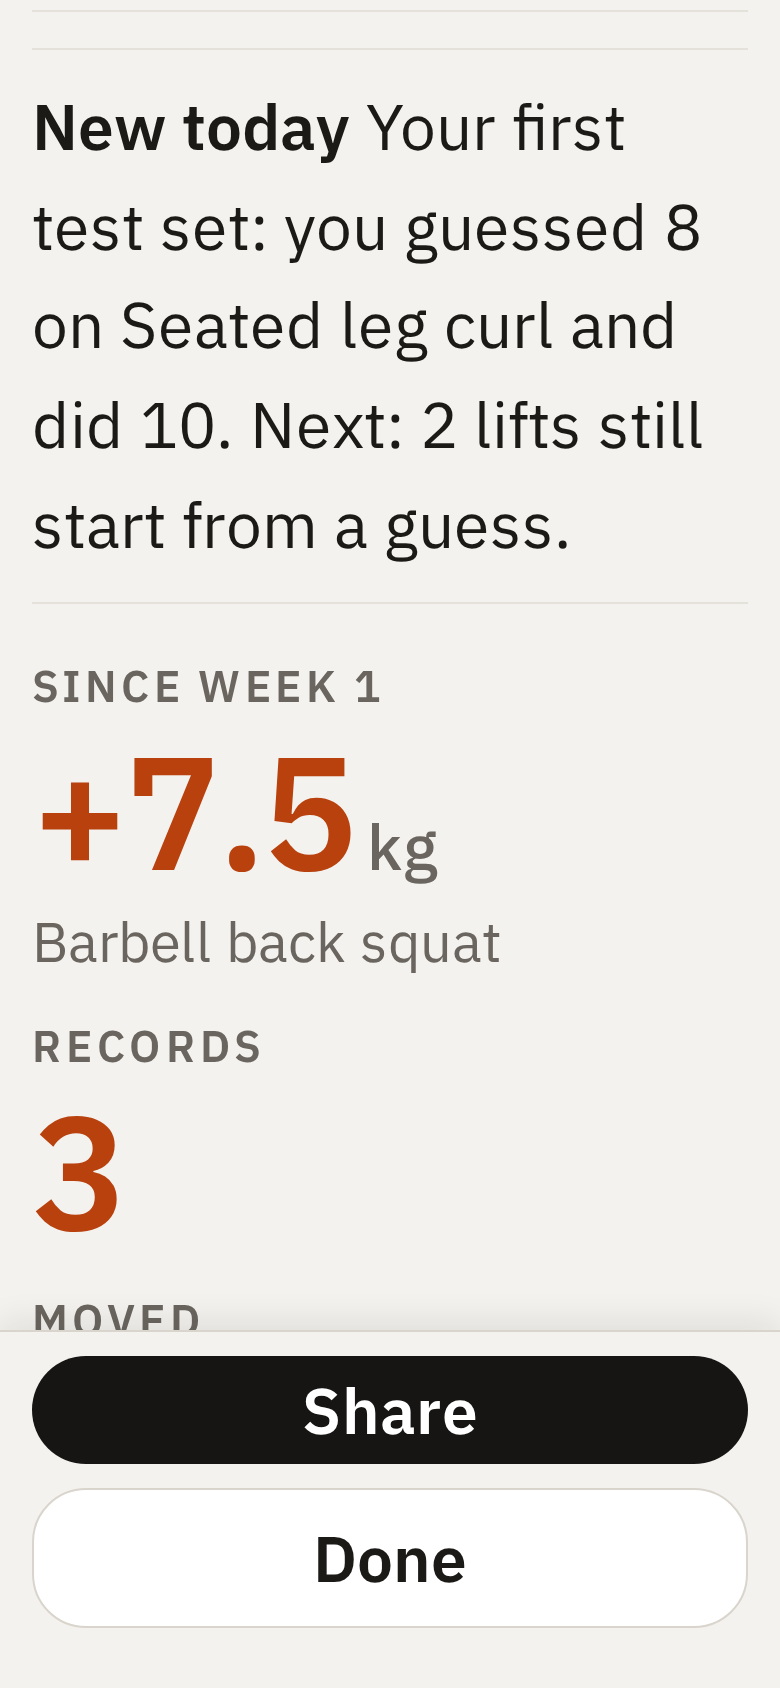 New today Your first
test set: you guessed 8
on Seated leg curl and
did 10. Next: 2 lifts still
start from a guess.
SINCE WEEK 1
+7.5 kg
Barbell back squat
RECORDS
3
MOVED
Share
Done